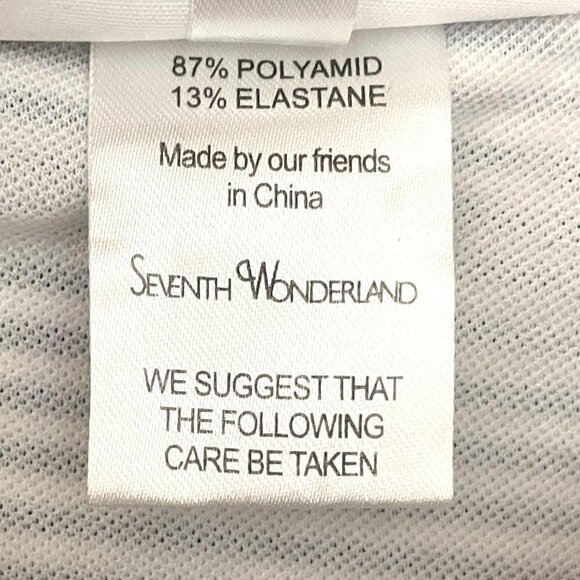 87% POLYAMID
13% ELASTANE
Made by our friends
in China
SEVENTH WONDERLAND
WE SUGGEST THAT
THE FOLLOWING
CARE BE TAKEN